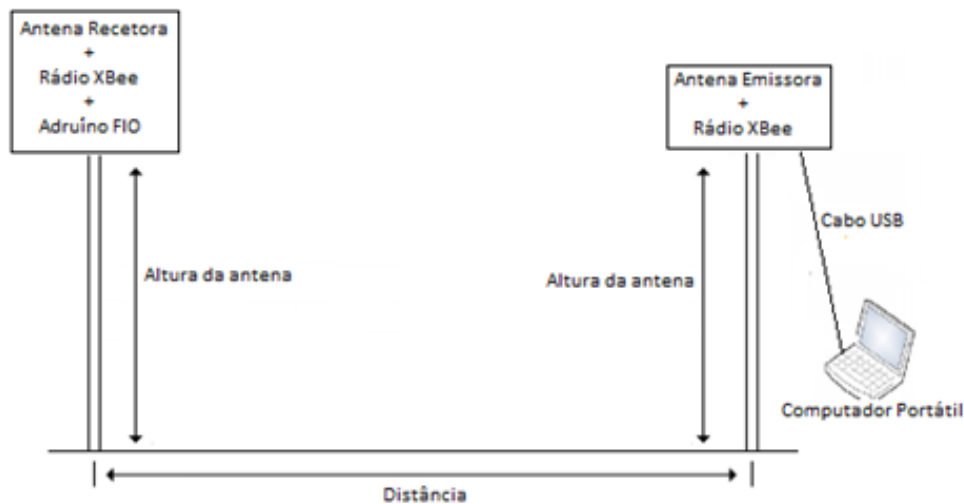 Antena Recetora
+
Rádio XBee
+
Adruíno FIO
Antena Emissora
+
Rádio XBee
Cabo USB
Altura da antena
Altura da antena
Computador Portátil
Distância